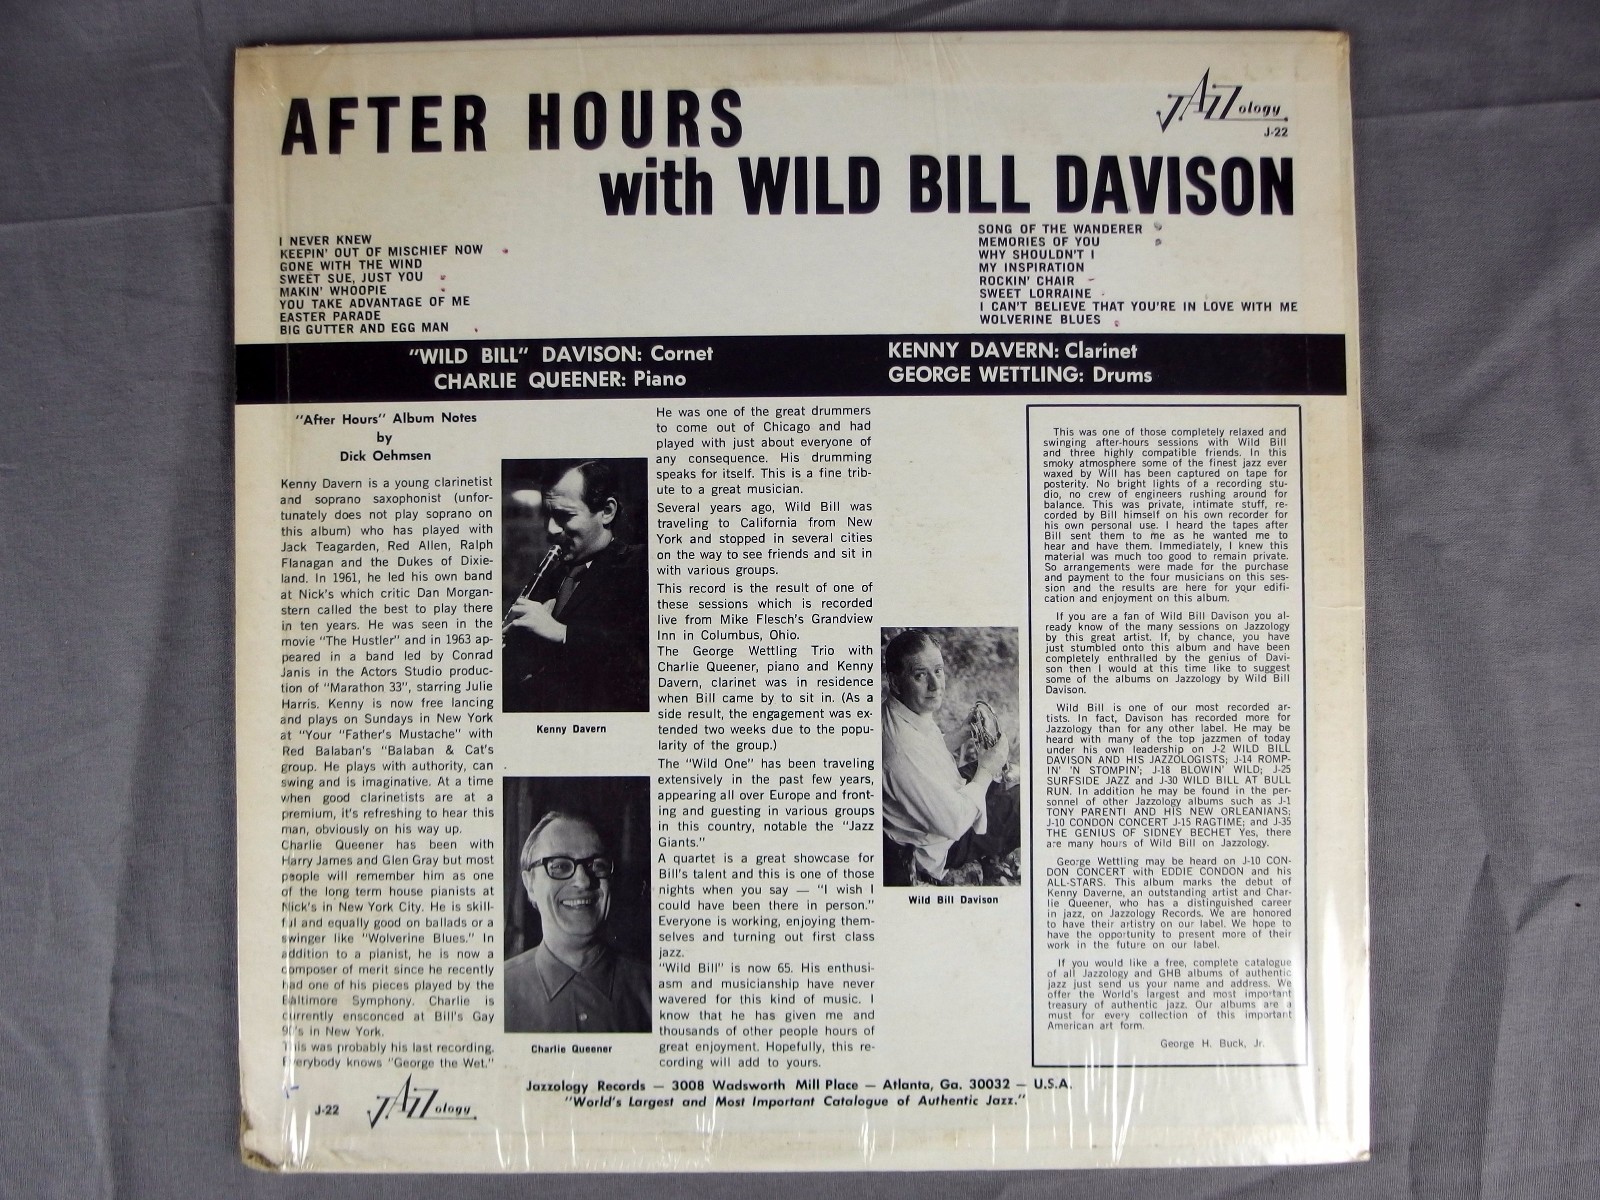 AFTER HOURS
with WILD BILL DAVISON
JAZZology
J-22
I NEVER KNEW
KEEPIN' OUT OF MISCHIEF NOW
GONE WITH THE WIND
SWEET SUE, JUST YOU
MAKIN' WHOOPIE
YOU TAKE ADVANTAGE OF ME
EASTER PARADE
BIG GUTTER AND EGG MAN
SONG OF THE WANDERER
MEMORIES OF YOU
WHY SHOULDN'T I
MY INSPIRATION
ROCKIN' CHAIR
SWEET LORRAINE
I CAN'T BELIEVE THAT YOU'RE IN LOVE WITH ME
WOLVERINE BLUES
"WILD BILL" DAVISON: Cornet
CHARLIE QUEENER: Piano
KENNY DAVERN: Clarinet
GEORGE WETTLING: Drums
"After Hours" Album Notes
by
Dick Oehmsen
Kenny Davern is a young clarinetist
and soprano saxophonist (unfor-
tunately does not play soprano on
this album) who has played with
Jack Teagarden, Red Allen, Ralph
Flanagan and the Dukes of Dixie-
land. In 1961, he led his own band
at Nick's which critic Dan Morgan-
stern called the best to play there
in ten years. He was seen in the
movie "The Hustler" and in 1963 ap-
peared in a band led by Conrad
Janis in the Actors Studio produc-
tion of "Marathon 33", starring Julie
Harris. Kenny is now free lancing
and plays on Sundays in New York
at "Your "Father's Mustache" with
Red Balaban's "Balaban & Cat's
group. He plays with authority, can
swing and is imaginative. At a time
when good clarinetists are at a
premium, it's refreshing to hear this
man, obviously on his way up.
Charlie Queener has been with
Harry James and Glen Gray but most
people will remember him as one
of the long term house pianists at
Nick's in New York City. He is skill-
ful and equally good on ballads or a
swinger like "Wolverine Blues." In
addition to a pianist, he is now a
composer of merit since he recently
had one of his pieces played by the
Baltimore Symphony. Charlie is
currently ensconced at Bill's Gay
90's in New York.
This was probably his last recording.
Everybody knows "George the Wet."
Kenny Davern
Charlie Queener
He was one of the great drummers
to come out of Chicago and had
played with just about everyone of
any consequence. His drumming
speaks for itself. This is a fine trib-
ute to a great musician.
Several years ago, Wild Bill was
traveling to California from New
York and stopped in several cities
on the way to see friends and sit in
with various groups.
This record is the result of one of
these sessions which is recorded
live from Mike Flesch's Grandview
Inn in Columbus, Ohio.
The George Wettling Trio with
Charlie Queener, piano and Kenny
Davern, clarinet was in residence
when Bill came by to sit in. (As a
side result, the engagement was ex-
tended two weeks due to the popu-
larity of the group.)
The "Wild One" has been traveling
extensively in the past few years,
appearing all over Europe and front-
ing and guesting in various groups
in this country, notable the "Jazz
Giants."
A quartet is a great showcase for
Bill's talent and this is one of those
nights when you say — "I wish I
could have been there in person."
Everyone is working, enjoying them-
selves and turning out first class
jazz.
"Wild Bill" is now 65. His enthusi-
asm and musicianship have never
wavered for this kind of music. I
know that he has given me and
thousands of other people hours of
great enjoyment. Hopefully, this re-
cording will add to yours.
Wild Bill Davison
This was one of those completely relaxed and
swinging after-hours sessions with Wild Bill
and three highly compatible friends. In this
smoky atmosphere some of the finest jazz ever
waxed by Will has been captured on tape for
posterity. No bright lights of a recording stu-
dio, no crew of engineers rushing around for
balance. This was private, intimate stuff, re-
corded by Bill himself on his own recorder for
his own personal use. I heard the tapes after
Bill sent them to me as he wanted me to
hear and have them. Immediately, I knew this
material was much too good to remain private.
So arrangements were made for the purchase
and payment to the four musicians on this ses-
sion and the results are here for your edifi-
cation and enjoyment on this album.
If you are a fan of Wild Bill Davison you al-
ready know of the many sessions on Jazzology
by this great artist. If, by chance, you have
just stumbled onto this album and have been
completely enthralled by the genius of Davi-
son then I would at this time like to suggest
some of the albums on Jazzology by Wild Bill
Davison.
Wild Bill is one of our most recorded ar-
tists. In fact, Davison has recorded more for
Jazzology than for any other label. He may be
heard with many of the top jazzmen of today
under his own leadership on J-2 WILD BILL
DAVISON AND HIS JAZZOLOGISTS; J-14 ROMP-
IN' 'N STOMPIN'; J-18 BLOWIN' WILD; J-25
SURFSIDE JAZZ and J-30 WILD BILL AT BULL
RUN. In addition he may be found in the per-
sonnel of other Jazzology albums such as J-1
TONY PARENTI AND HIS NEW ORLEANIANS;
J-10 CONDON CONCERT J-15 RAGTIME; and J-35
THE GENIUS OF SIDNEY BECHET Yes, there
are many hours of Wild Bill on Jazzology.
George Wettling may be heard on J-10 CON-
DON CONCERT with EDDIE CONDON and his
ALL-STARS. This album marks the debut of
Kenny Daverne, an outstanding artist and Char-
lie Queener, who has a distinguished career
in jazz, on Jazzology Records. We are honored
to have their artistry on our label. We hope to
have the opportunity to present more of their
work in the future on our label.
If you would like a free, complete catalogue
of all Jazzology and GHB albums of authentic
jazz just send us your name and address. We
offer the World's largest and most important
treasury of authentic jazz. Our albums are a
must for every collection of this important
American art form.
George H. Buck, Jr.
J-22
JAZZology
Jazzology Records — 3008 Wadsworth Mill Place — Atlanta, Ga. 30032 — U.S.A.
"World's Largest and Most Important Catalogue of Authentic Jazz."